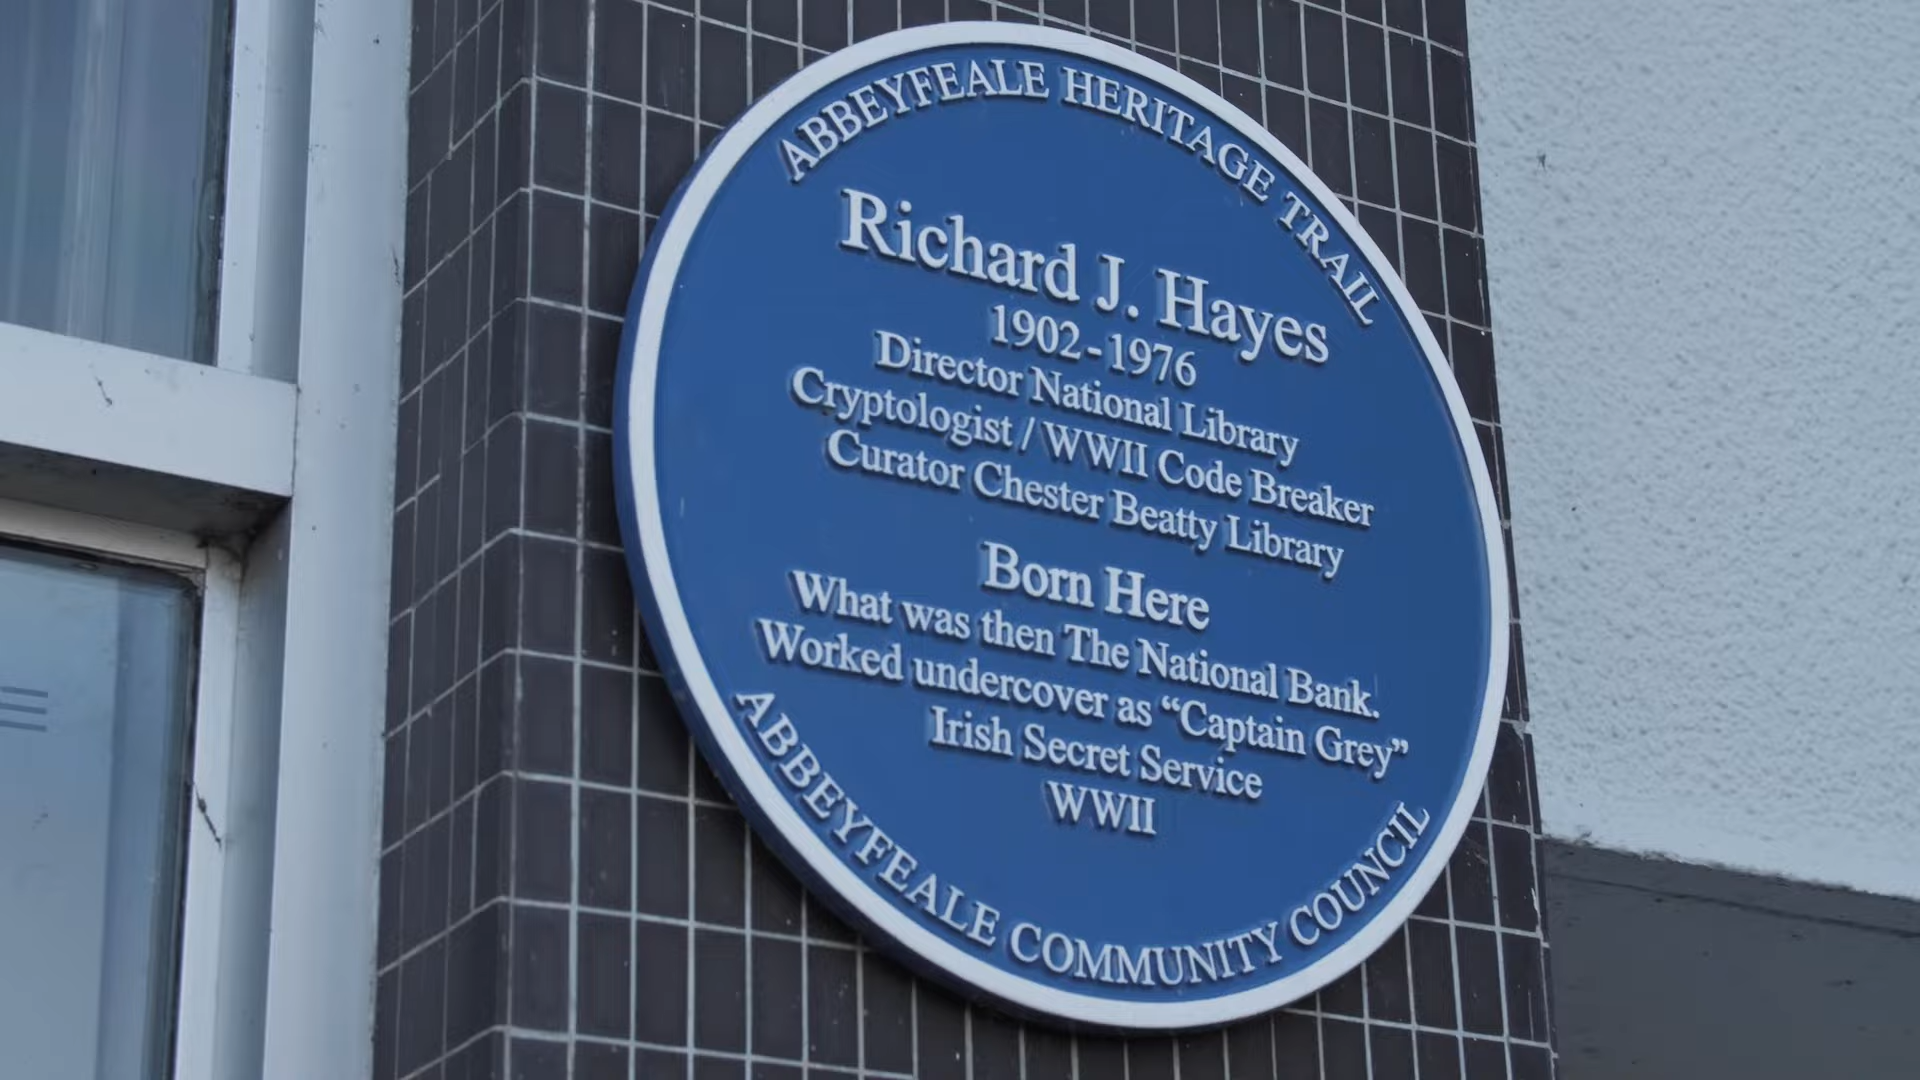 ABBEYFEALE HERITAGE TRAIL
Richard J. Hayes
1902-1976
Director National Library
Cryptologist / WWII Code Breaker
Curator Chester Beatty Library
Born Here
What was then The National Bank.
Worked undercover as “Captain Grey”
Irish Secret Service
WWII
ABBEYFEALE COMMUNITY COUNCIL